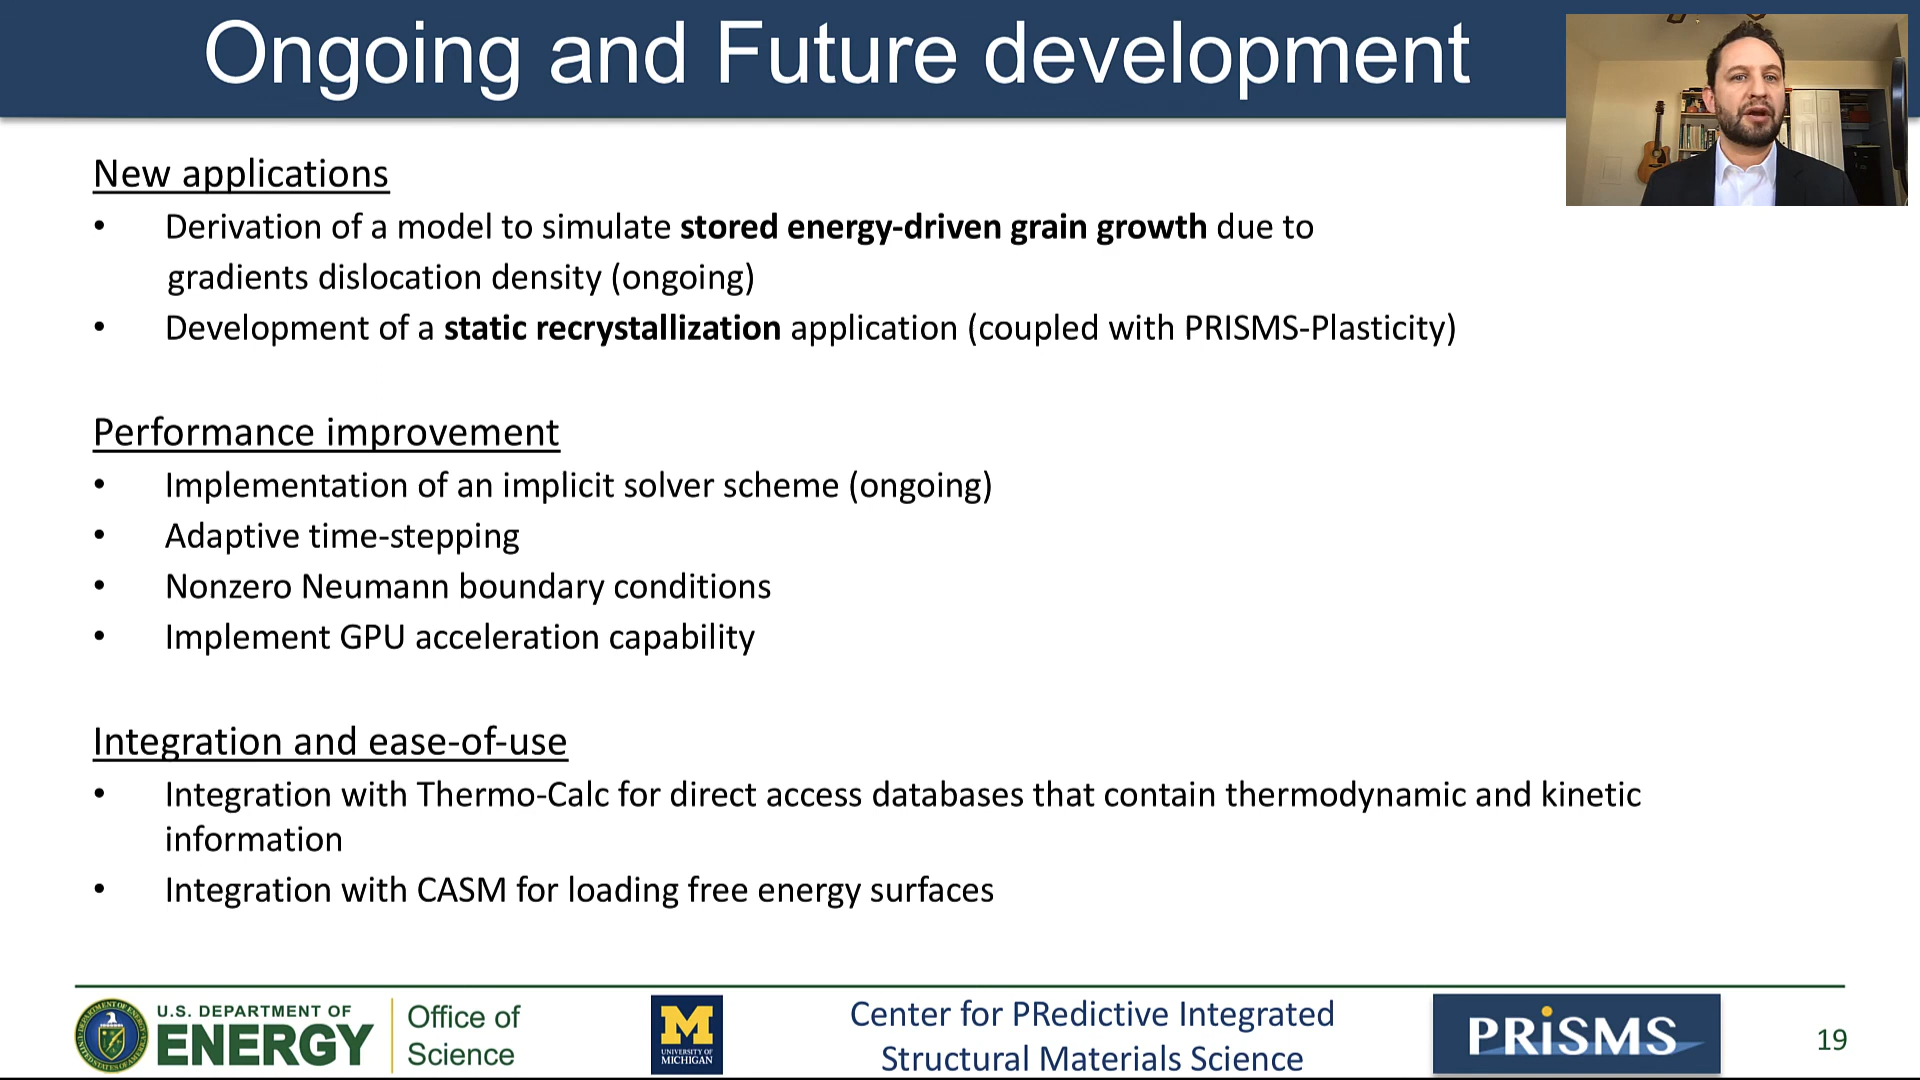 Ongoing and Future development
New applications
• Derivation of a model to simulate stored energy-driven grain growth due to
gradients dislocation density (ongoing)
• Development of a static recrystallization application (coupled with PRISMS-Plasticity)
Performance improvement
• Implementation of an implicit solver scheme (ongoing)
• Adaptive time-stepping
• Nonzero Neumann boundary conditions
• Implement GPU acceleration capability
Integration and ease-of-use
• Integration with Thermo-Calc for direct access databases that contain thermodynamic and kinetic
information
• Integration with CASM for loading free energy surfaces
U.S. DEPARTMENT OF
ENERGY
Office of
Science
M
UNIVERSITY OF
MICHIGAN
Center for PRedictive Integrated
Structural Materials Science
PRiSMS
19